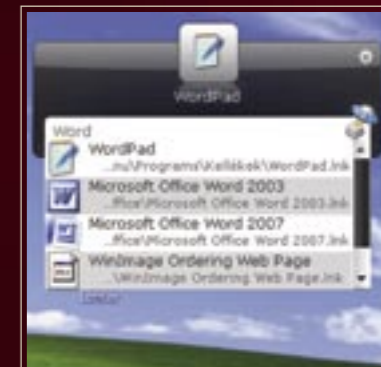 WordPad
Word
WordPad
...nu\Programs\Kellékek\WordPad.lnk
Microsoft Office Word 2003
...ffice\Microsoft Office Word 2003.lnk
Microsoft Office Word 2007
...ffice\Microsoft Office Word 2007.lnk
WinImage Ordering Web Page
\WinImage Ordering Web Page.lnk